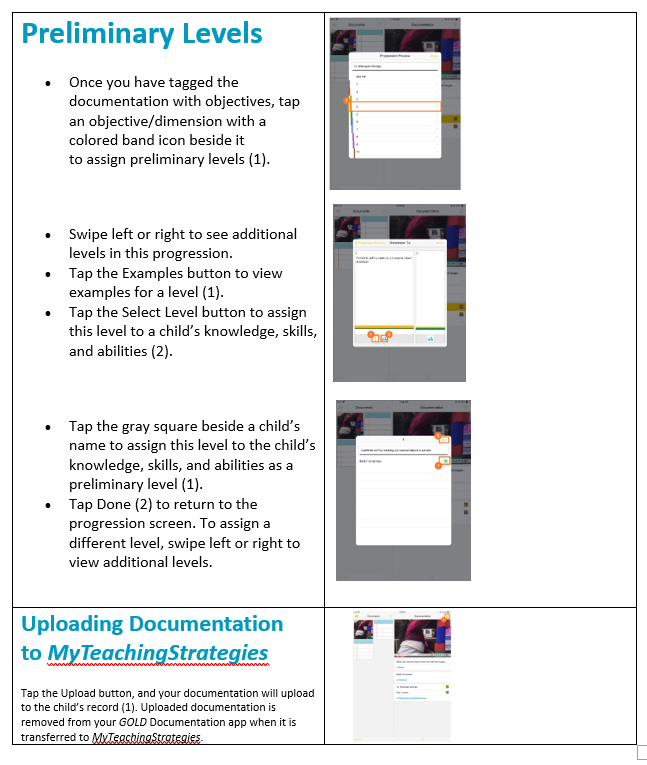 Preliminary Levels
Once you have tagged the
documentation with objectives, tap
an objective/dimension with a
colored band icon beside it
to assign preliminary levels (1).
Swipe left or right to see additional
levels in this progression.
Tap the Examples button to view
examples for a level (1).
Tap the Select Level button to assign
this level to a child’s knowledge, skills,
and abilities (2).
Tap the gray square beside a child’s
name to assign this level to the child’s
knowledge, skills, and abilities as a
preliminary level (1).
Tap Done (2) to return to the
progression screen. To assign a
different level, swipe left or right to
view additional levels.
Uploading Documentation
to MyTeachingStrategies
Tap the Upload button, and your documentation will upload
to the child’s record (1). Uploaded documentation is
removed from your GOLD Documentation app when it is
transferred to MyTeachingStrategies.